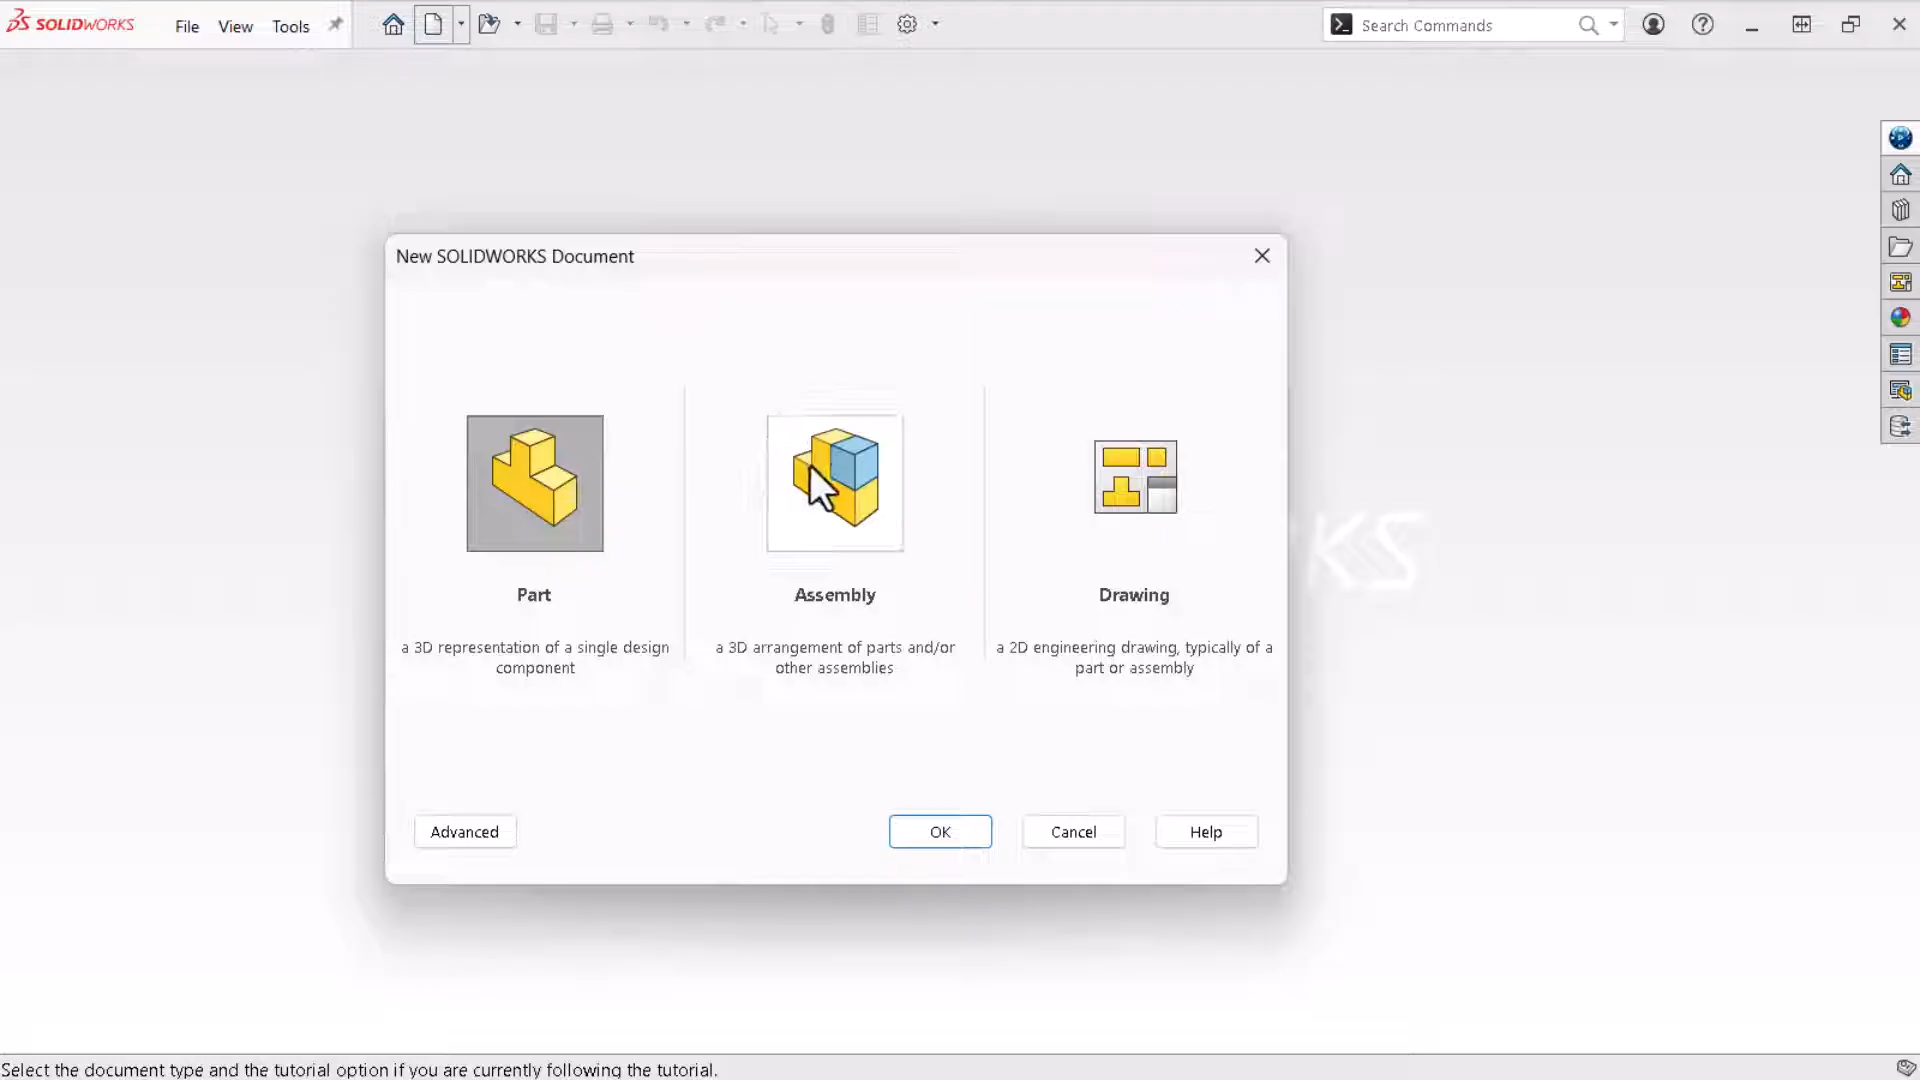 SOLIDWORKS File View Tools Search Commands
New SOLIDWORKS Document
Part Assembly Drawing
a 3D representation of a single design component
a 3D arrangement of parts and/or other assemblies
a 2D engineering drawing, typically of a part or assembly
Advanced OK Cancel Help
KS
Select the document type and the tutorial option if you are currently following the tutorial.